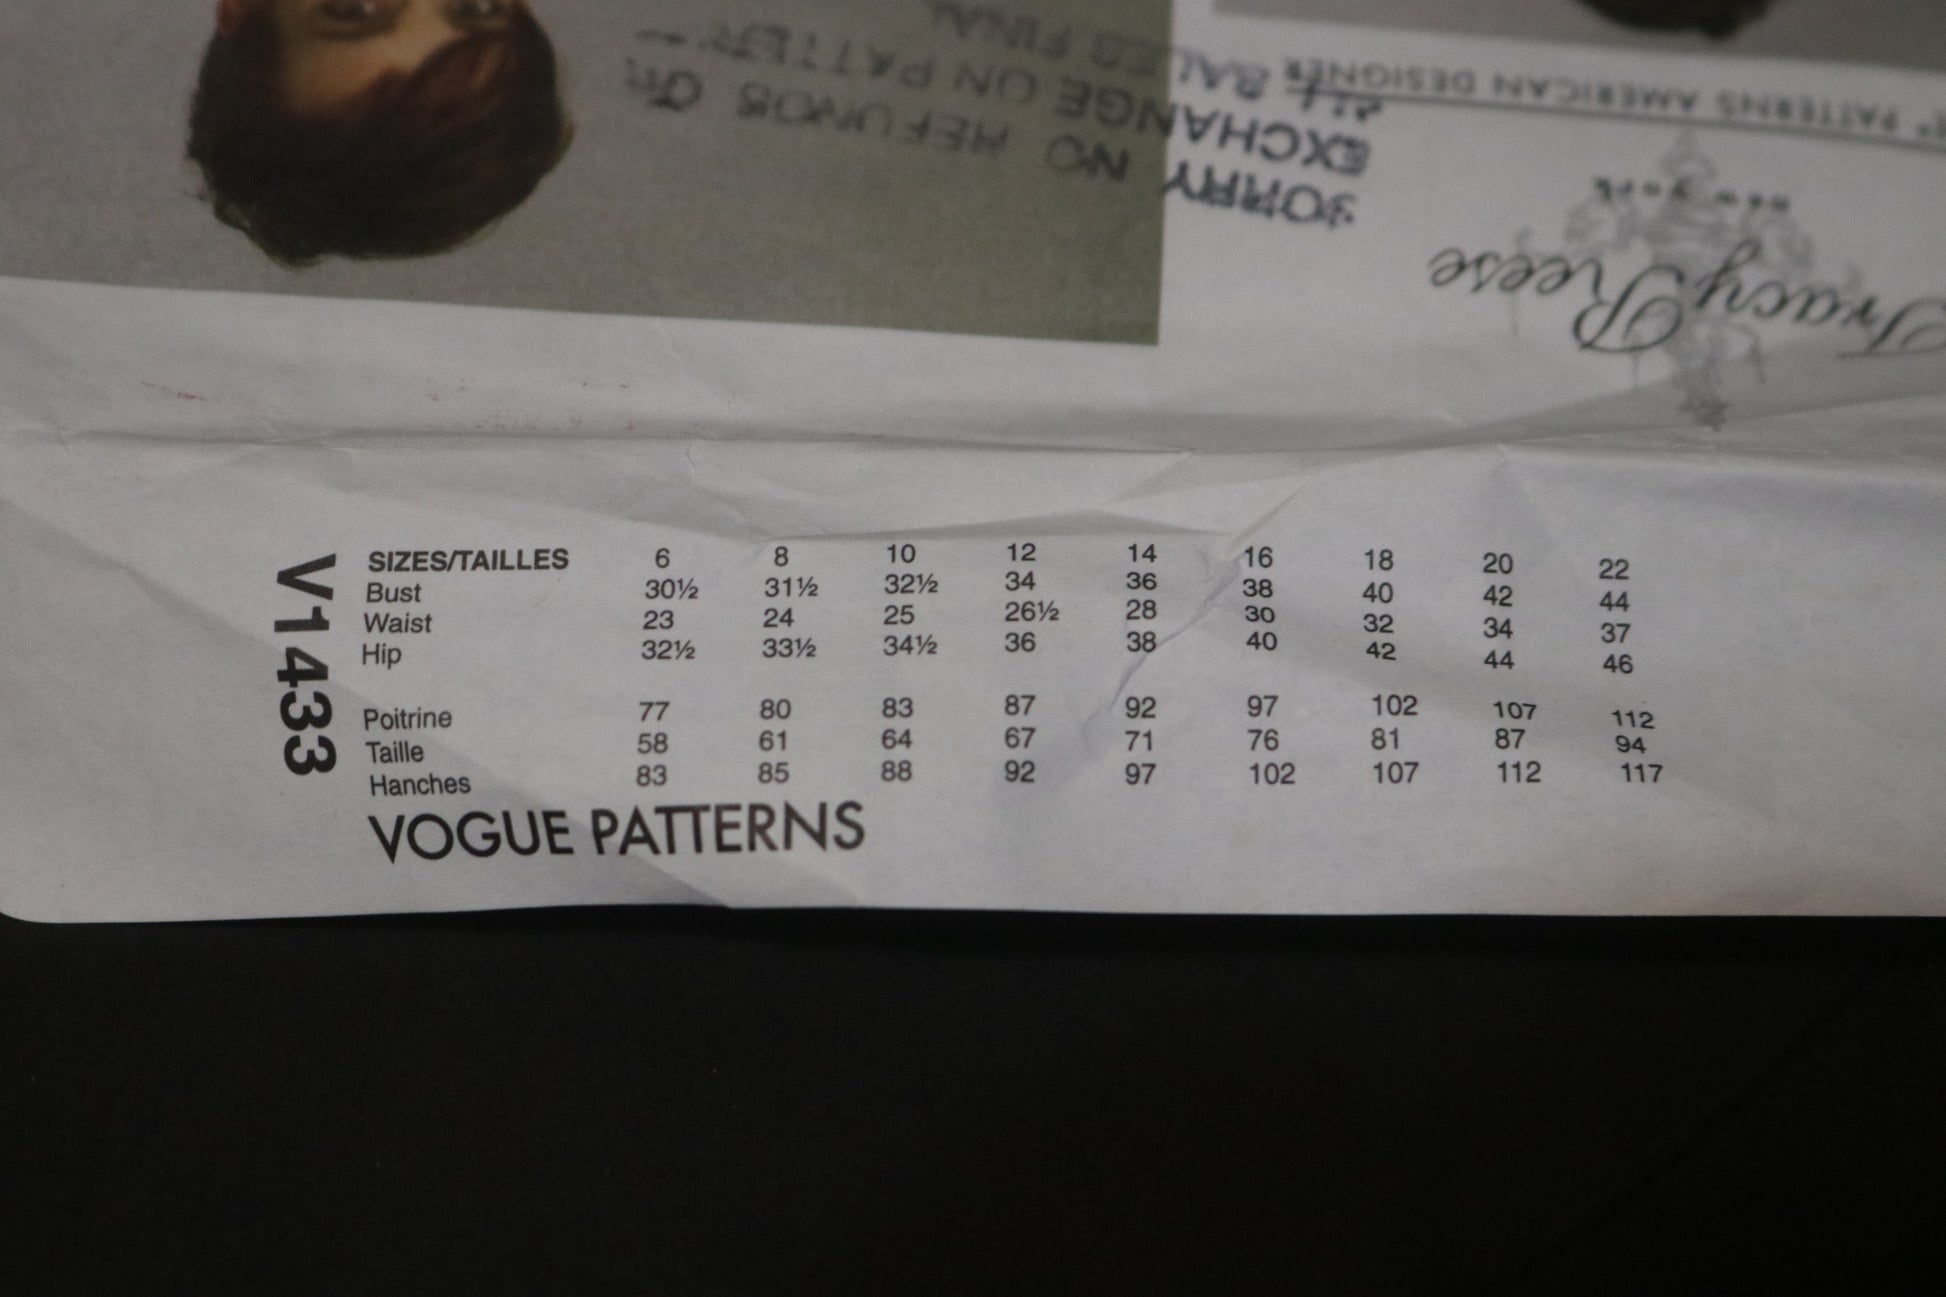 SIZES/TAILLES 6 8 10 12 14 16 18 20 22
Bust 30½ 31½ 32½ 34 36 38 40 42 44
Waist 23 24 25 26½ 28 30 32 34 37
Hip 32½ 33½ 34½ 36 38 40 42 44 46
Poitrine 77 80 83 87 92 97 102 107 112
Taille 58 61 64 67 71 76 81 87 94
Hanches 83 85 88 92 97 102 107 112 117
VOGUE PATTERNS
V1433
Tracy Reese
new york
PATTERNS AMERICAN DESIGNER
SORRY NO REFUNDS OR
EXCHANGE ON PATTERN
ALL SALES FINAL